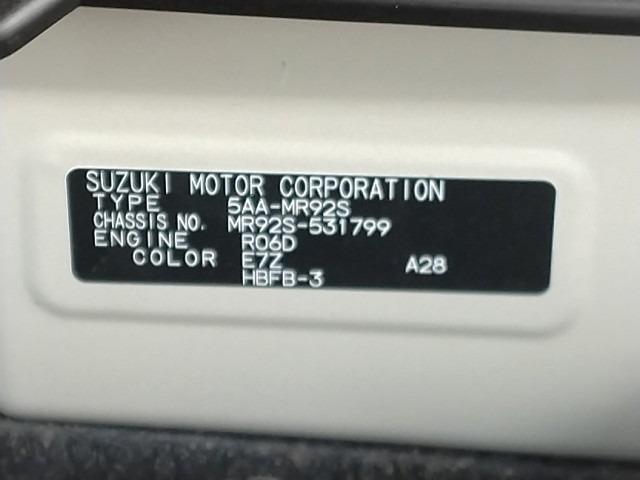 SUZUKI MOTOR CORPORATION
TYPE 5AA-MR92S
CHASSIS NO. MR92S-531799
ENGINE R06D
COLOR E7Z A28
HBFB-3